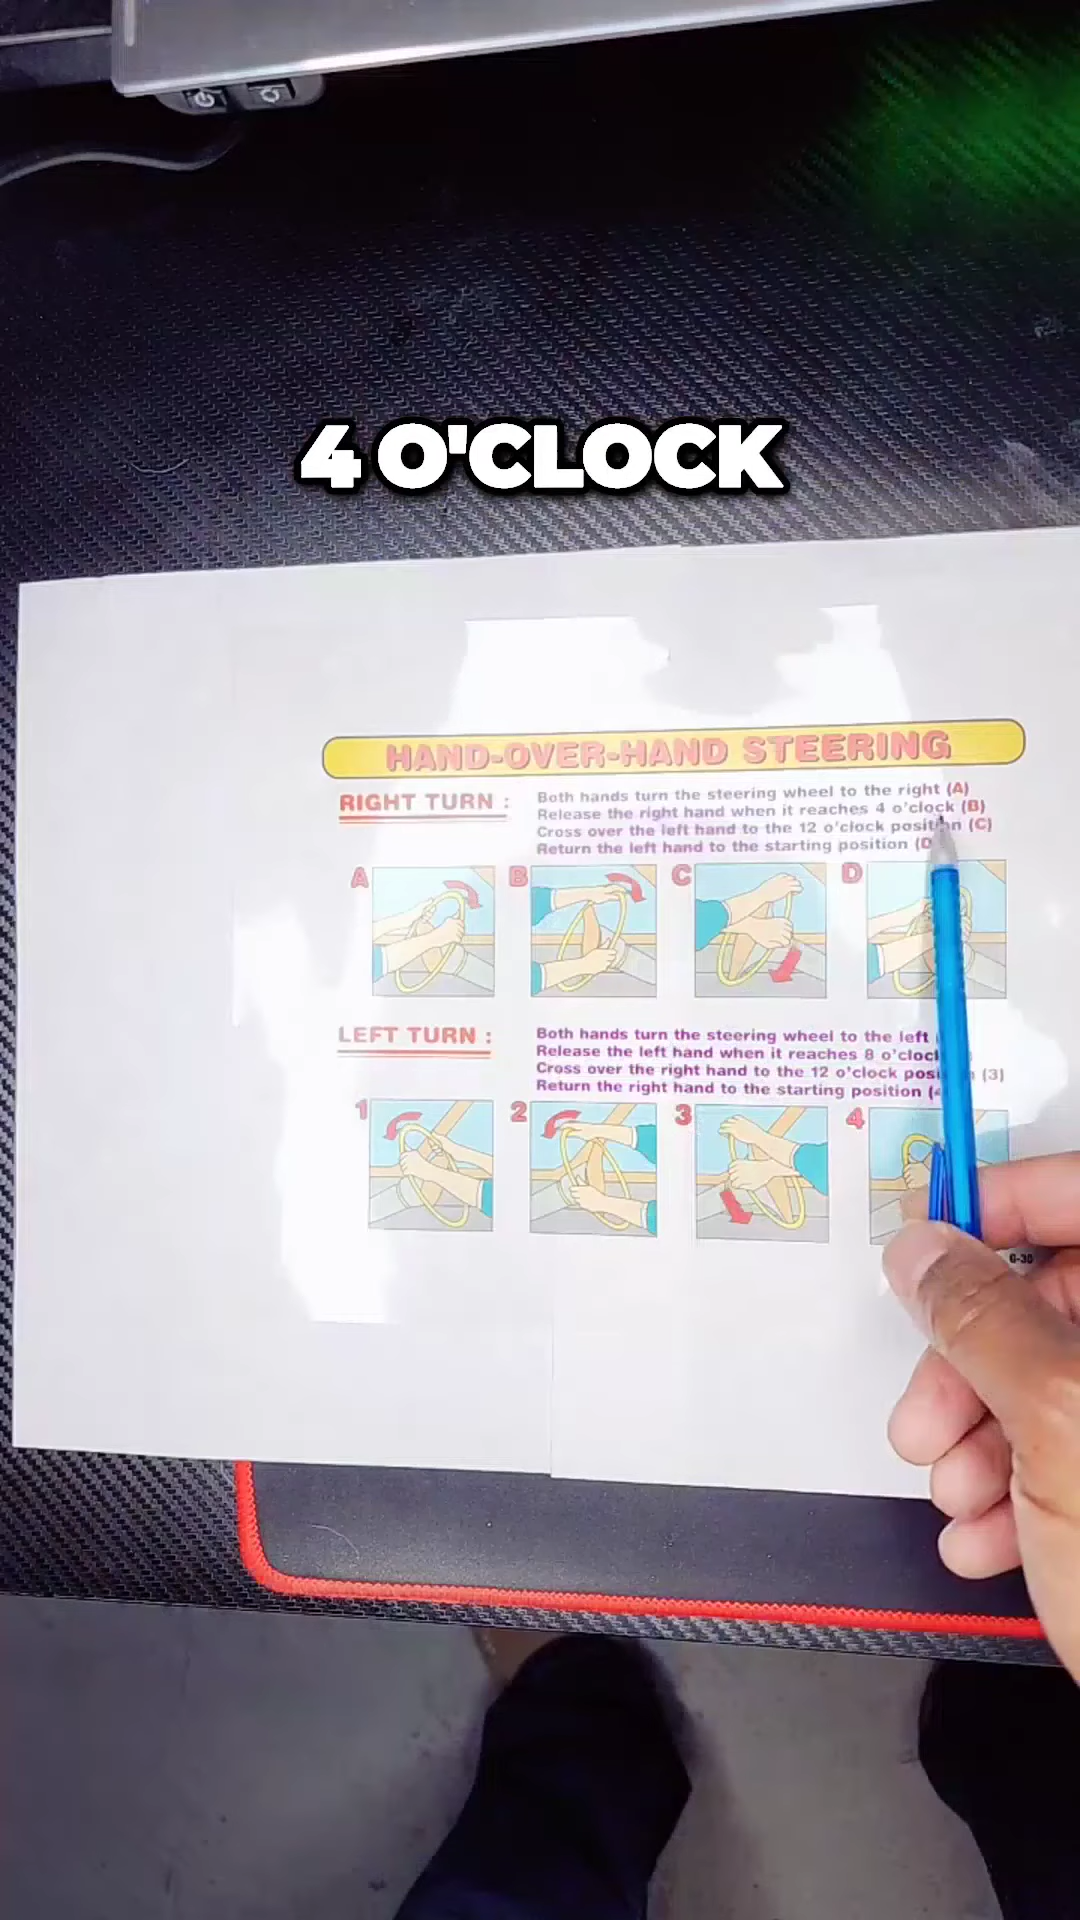 4 O'CLOCK
HAND-OVER-HAND STEERING
RIGHT TURN :
Both hands turn the steering wheel to the right (A)
Release the right hand when it reaches 4 o'clock (B)
Cross over the left hand to the 12 o'clock position (C)
Return the left hand to the starting position (D
A B C D
LEFT TURN :
Both hands turn the steering wheel to the left
Release the left hand when it reaches 8 o'cloc
Cross over the right hand to the 12 o'clock pos (3)
Return the right hand to the starting position (
1 2 3 4
6-30